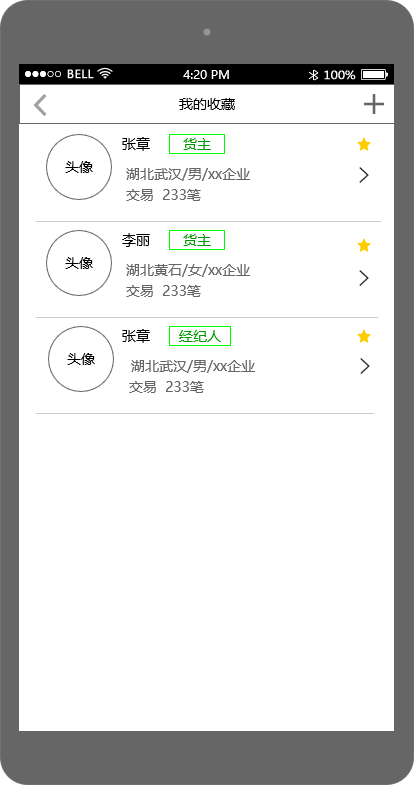 BELL 4:20 PM 100%
我的收藏
头像
张章 货主
湖北武汉/男/xx企业
交易 233笔
头像
李丽 货主
湖北黄石/女/xx企业
交易 233笔
头像
张章 经纪人
湖北武汉/男/xx企业
交易 233笔